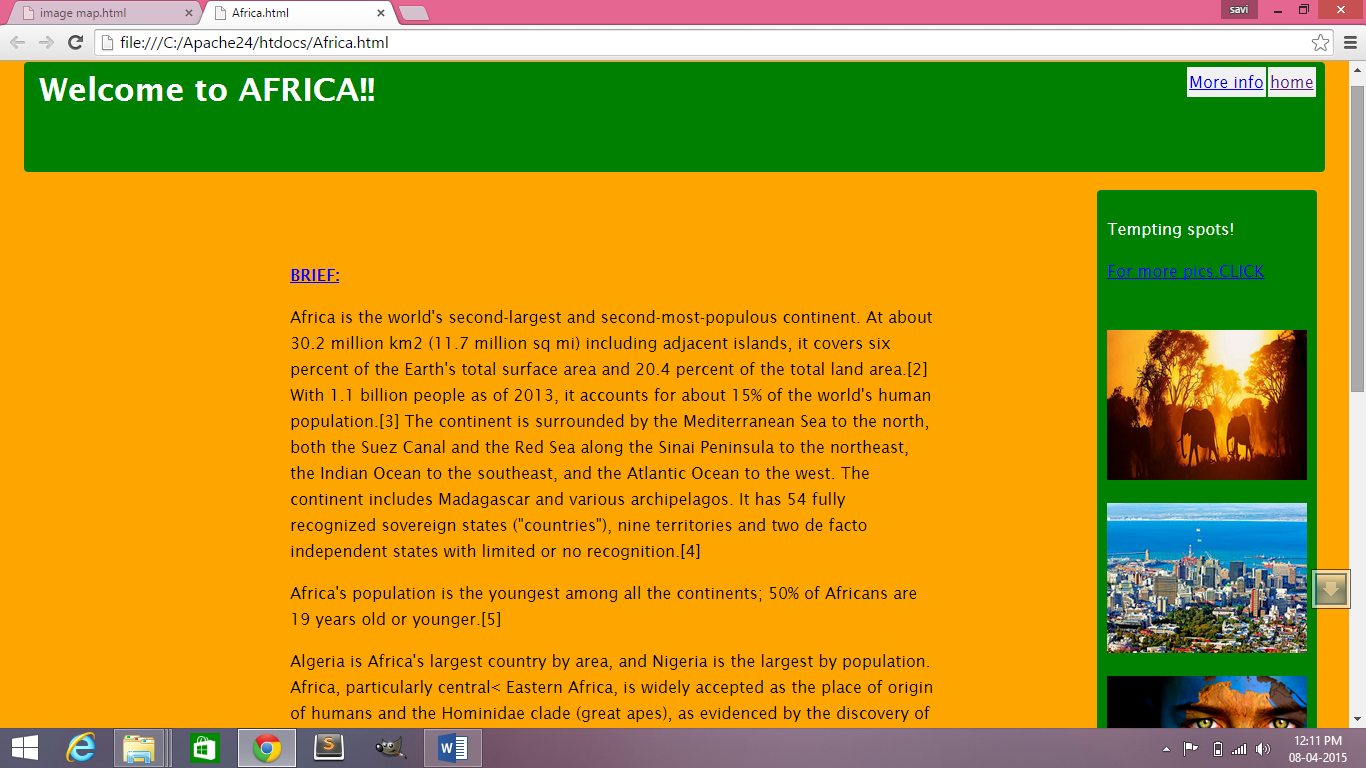 image map.html
Africa.html
savi
file:///C:/Apache24/htdocs/Africa.html
Welcome to AFRICA!!
More info home
Tempting spots!
For more pics,CLICK
BRIEF:
Africa is the world's second-largest and second-most-populous continent. At about
30.2 million km2 (11.7 million sq mi) including adjacent islands, it covers six
percent of the Earth's total surface area and 20.4 percent of the total land area.[2]
With 1.1 billion people as of 2013, it accounts for about 15% of the world's human
population.[3] The continent is surrounded by the Mediterranean Sea to the north,
both the Suez Canal and the Red Sea along the Sinai Peninsula to the northeast,
the Indian Ocean to the southeast, and the Atlantic Ocean to the west. The
continent includes Madagascar and various archipelagos. It has 54 fully
recognized sovereign states ("countries"), nine territories and two de facto
independent states with limited or no recognition.[4]
Africa's population is the youngest among all the continents; 50% of Africans are
19 years old or younger.[5]
Algeria is Africa's largest country by area, and Nigeria is the largest by population.
Africa, particularly central< Eastern Africa, is widely accepted as the place of origin
of humans and the Hominidae clade (great apes), as evidenced by the discovery of
12:11 PM
08-04-2015